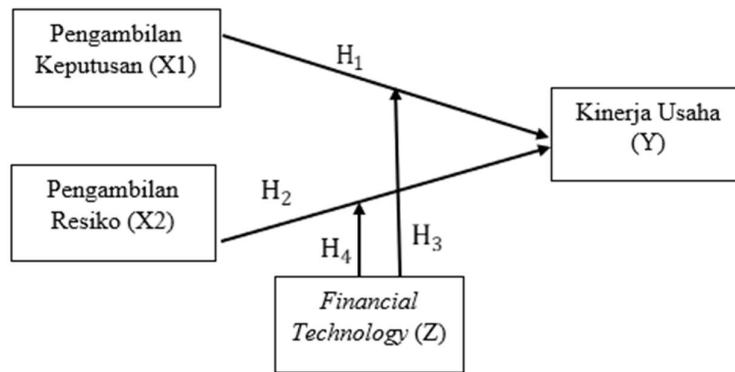 Pengambilan
Keputusan (X1)
H1
Kinerja Usaha
(Y)
Pengambilan
Resiko (X2)
H2
H4
H3
Financial
Technology (Z)